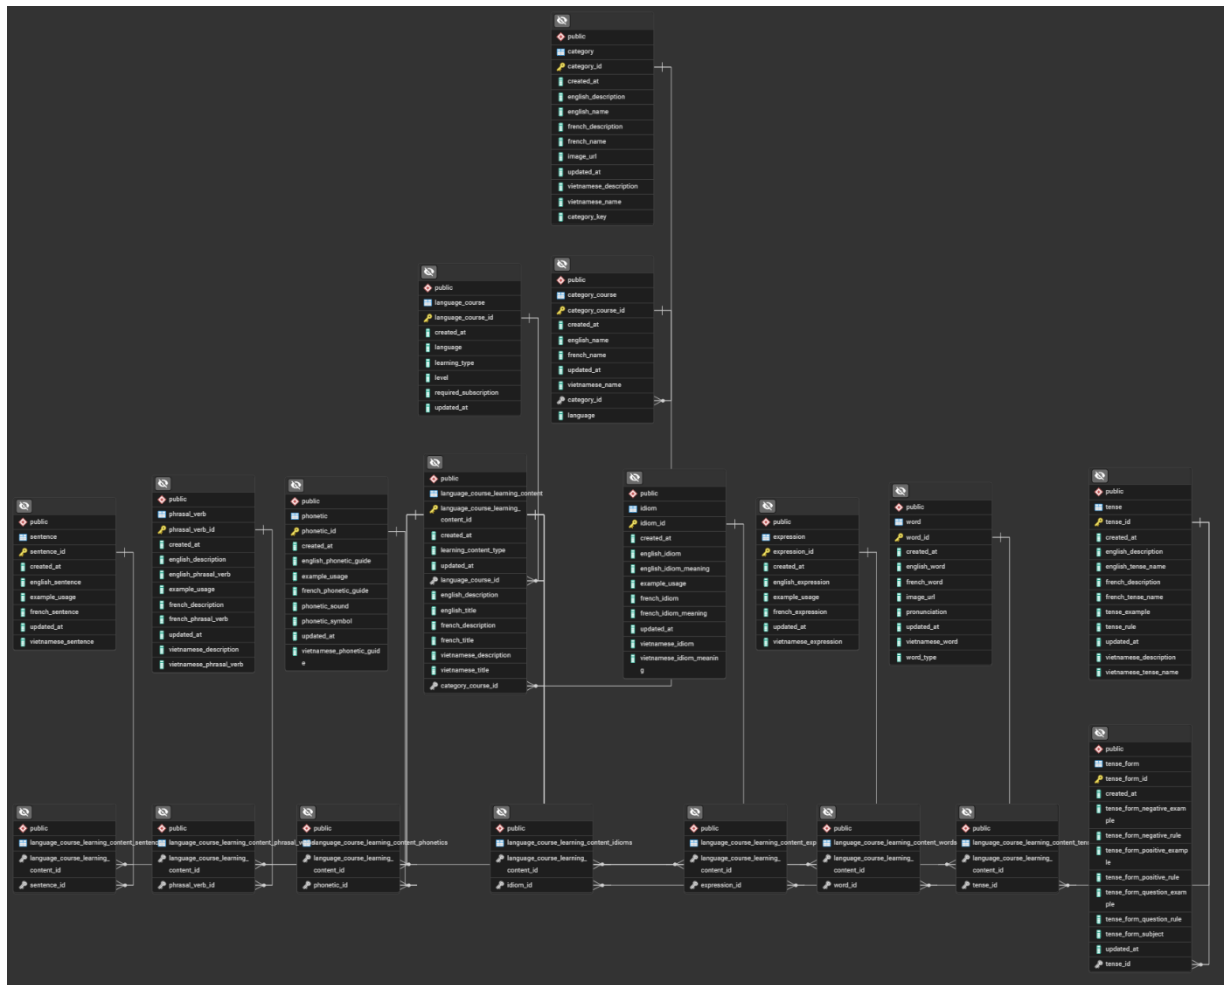 public
category
category_id
created_at
english_description
english_name
french_description
french_name
image_url
updated_at
vietnamese_description
vietnamese_name
category_key
public
language_course
language_course_id
created_at
language
learning_type
level
required_subscription
updated_at
public
category_course
category_course_id
created_at
english_name
french_name
updated_at
vietnamese_name
category_id
language
public
sentence
sentence_id
created_at
english_sentence
example_usage
french_sentence
updated_at
vietnamese_sentence
public
phrasal_verb
phrasal_verb_id
created_at
english_description
english_phrasal_verb
example_usage
french_description
french_phrasal_verb
updated_at
vietnamese_description
vietnamese_phrasal_verb
public
phonetic
phonetic_id
created_at
english_phonetic_guide
example_usage
french_phonetic_guide
phonetic_sound
phonetic_symbol
updated_at
vietnamese_phonetic_guid
e
public
language_course_learning_content
language_course_learning_
content_id
created_at
learning_content_type
updated_at
language_course_id
english_description
english_title
french_description
french_title
vietnamese_description
vietnamese_title
category_course_id
public
idiom
idiom_id
created_at
english_idiom
english_idiom_meaning
example_usage
french_idiom
french_idiom_meaning
updated_at
vietnamese_idiom
vietnamese_idiom_meanin
g
public
expression
expression_id
created_at
english_expression
example_usage
french_expression
updated_at
vietnamese_expression
public
word
word_id
created_at
english_word
french_word
image_url
pronunciation
updated_at
vietnamese_word
word_type
public
tense
tense_id
created_at
english_description
english_tense_name
french_description
french_tense_name
tense_example
tense_rule
updated_at
vietnamese_description
vietnamese_tense_name
public
language_course_learning_content_sentenc
language_course_learning_
content_id
sentence_id
public
language_course_learning_content_phrasal_v
language_course_learning_
content_id
phrasal_verb_id
public
language_course_learning_content_phonetics
language_course_learning_
content_id
phonetic_id
public
language_course_learning_content_idioms
language_course_learning_
content_id
idiom_id
public
language_course_learning_content_exp
language_course_learning_
content_id
expression_id
public
language_course_learning_content_words
language_course_learning_
content_id
word_id
public
language_course_learning_content_ten
language_course_learning_
content_id
tense_id
public
tense_form
tense_form_id
created_at
tense_form_negative_exam
ple
tense_form_negative_rule
tense_form_positive_exampl
e
tense_form_positive_rule
tense_form_question_exam
ple
tense_form_question_rule
tense_form_subject
updated_at
tense_id